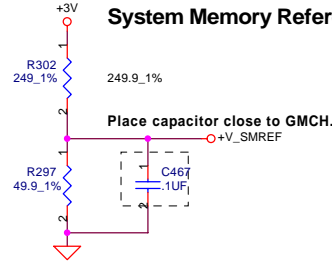 System Memory Refer
+3V
1
R302
249_1%
249.9_1%
2
Place capacitor close to GMCH.
+V_SMREF
1
R297
49.9_1%
2
1
C467
.1UF
2